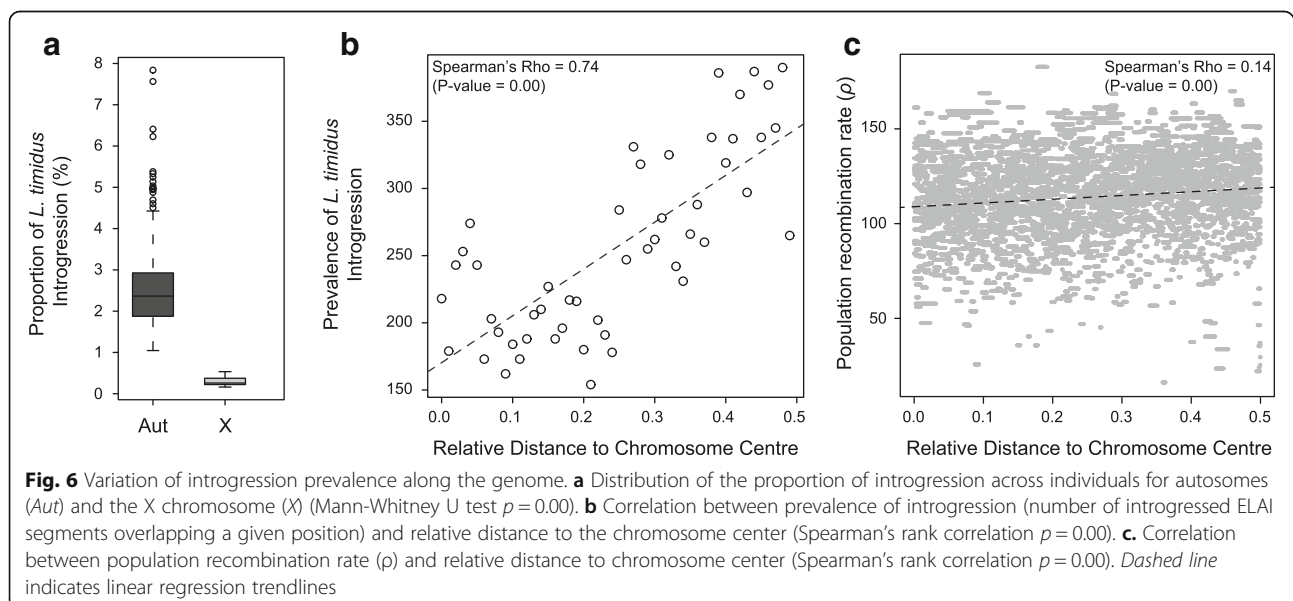 a
Proportion of L. timidus
Introgression (%)
8
7
6
5
4
3
2
1
0
Aut X
b
Spearman's Rho = 0.74
(P-value = 0.00)
Prevalence of L. timidus
Introgression
350
300
250
200
150
0.0 0.1 0.2 0.3 0.4 0.5
Relative Distance to Chromosome Centre
c
Spearman's Rho = 0.14
(P-value = 0.00)
Population recombination rate (ρ)
150
100
50
0.0 0.1 0.2 0.3 0.4 0.5
Relative Distance to Chromosome Centre
Fig. 6 Variation of introgression prevalence along the genome. a Distribution of the proportion of introgression across individuals for autosomes
(Aut) and the X chromosome (X) (Mann-Whitney U test p = 0.00). b Correlation between prevalence of introgression (number of introgressed ELAI
segments overlapping a given position) and relative distance to the chromosome center (Spearman's rank correlation p = 0.00). c. Correlation
between population recombination rate (ρ) and relative distance to chromosome center (Spearman's rank correlation p = 0.00). Dashed line
indicates linear regression trendlines